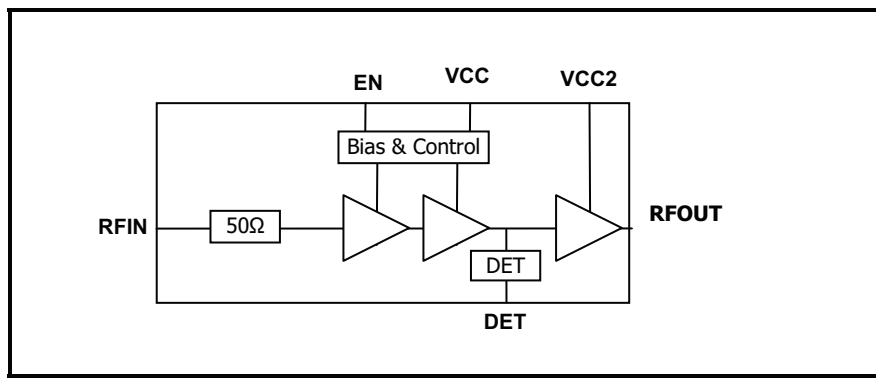 EN VCC VCC2
Bias & Control
RFIN 50Ω RFOUT
DET
DET